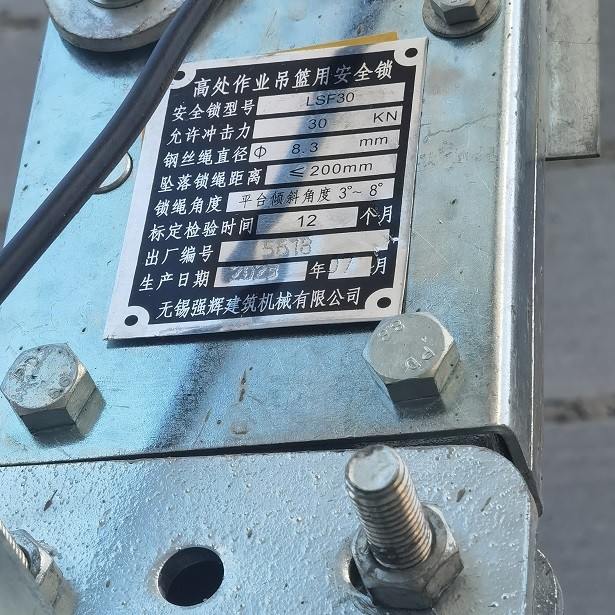 高处作业吊篮用安全锁
安全锁型号 LSF30
允许冲击力 30 KN
钢丝绳直径 Φ 8.3 mm
坠落锁绳距离 ≤200mm
锁绳角度 平台倾斜角度 3°~ 8°
标定检验时间 12 个月
出厂编号 5618
生产日期 年 07 月
无锡强辉建筑机械有限公司
8.8